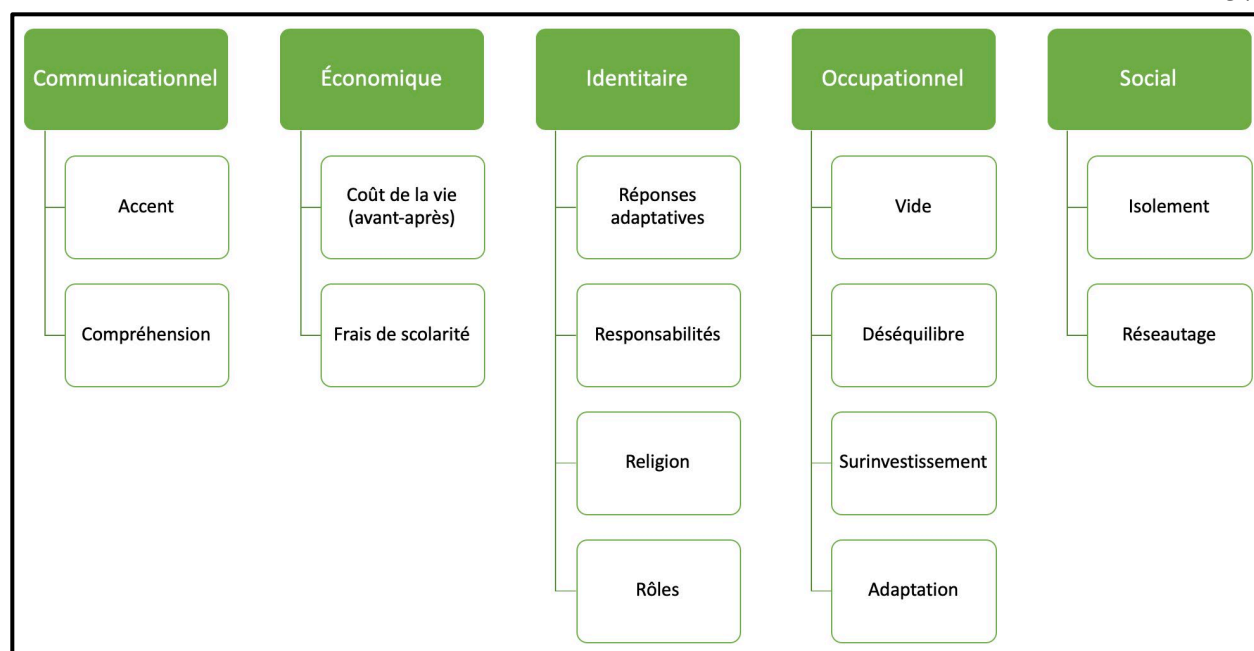 Communicationnel
Accent
Compréhension
Économique
Coût de la vie
(avant-après)
Frais de scolarité
Identitaire
Réponses
adaptatives
Responsabilités
Religion
Rôles
Occupationnel
Vide
Déséquilibre
Surinvestissement
Adaptation
Social
Isolement
Réseautage